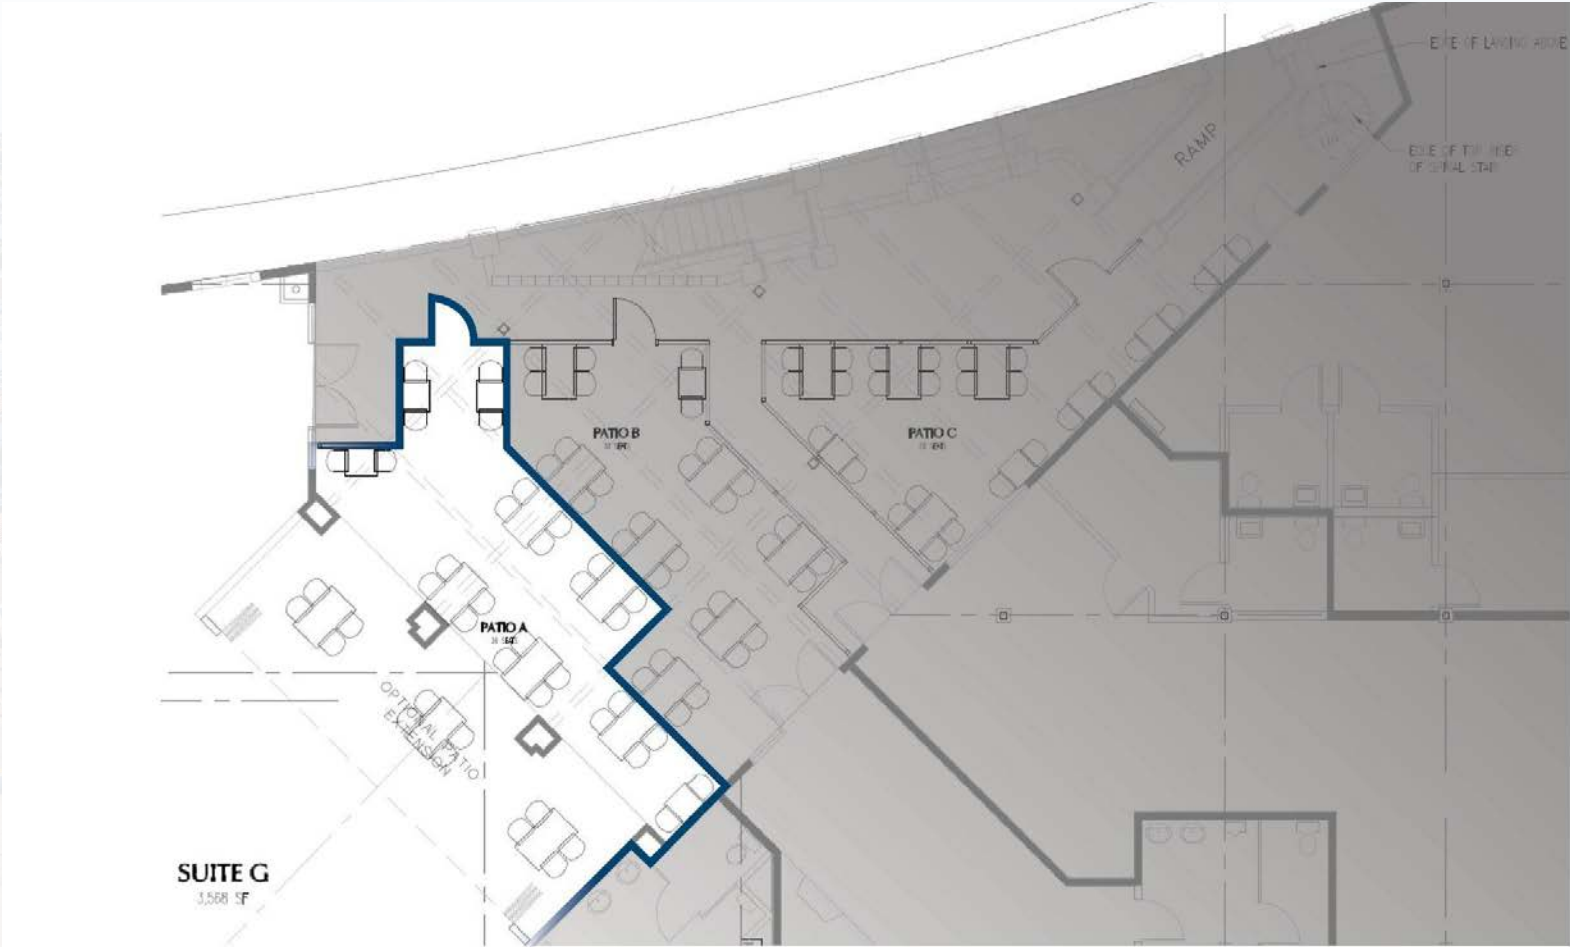 EDGE OF LANDING ABOVE
RAMP
EDGE OF TOP RISER
OF SPIRAL STAIR
PATIO B
PATIO C
PATIO A
OPTIONAL PATIO
EXTENSION
SUITE G
3,568 SF